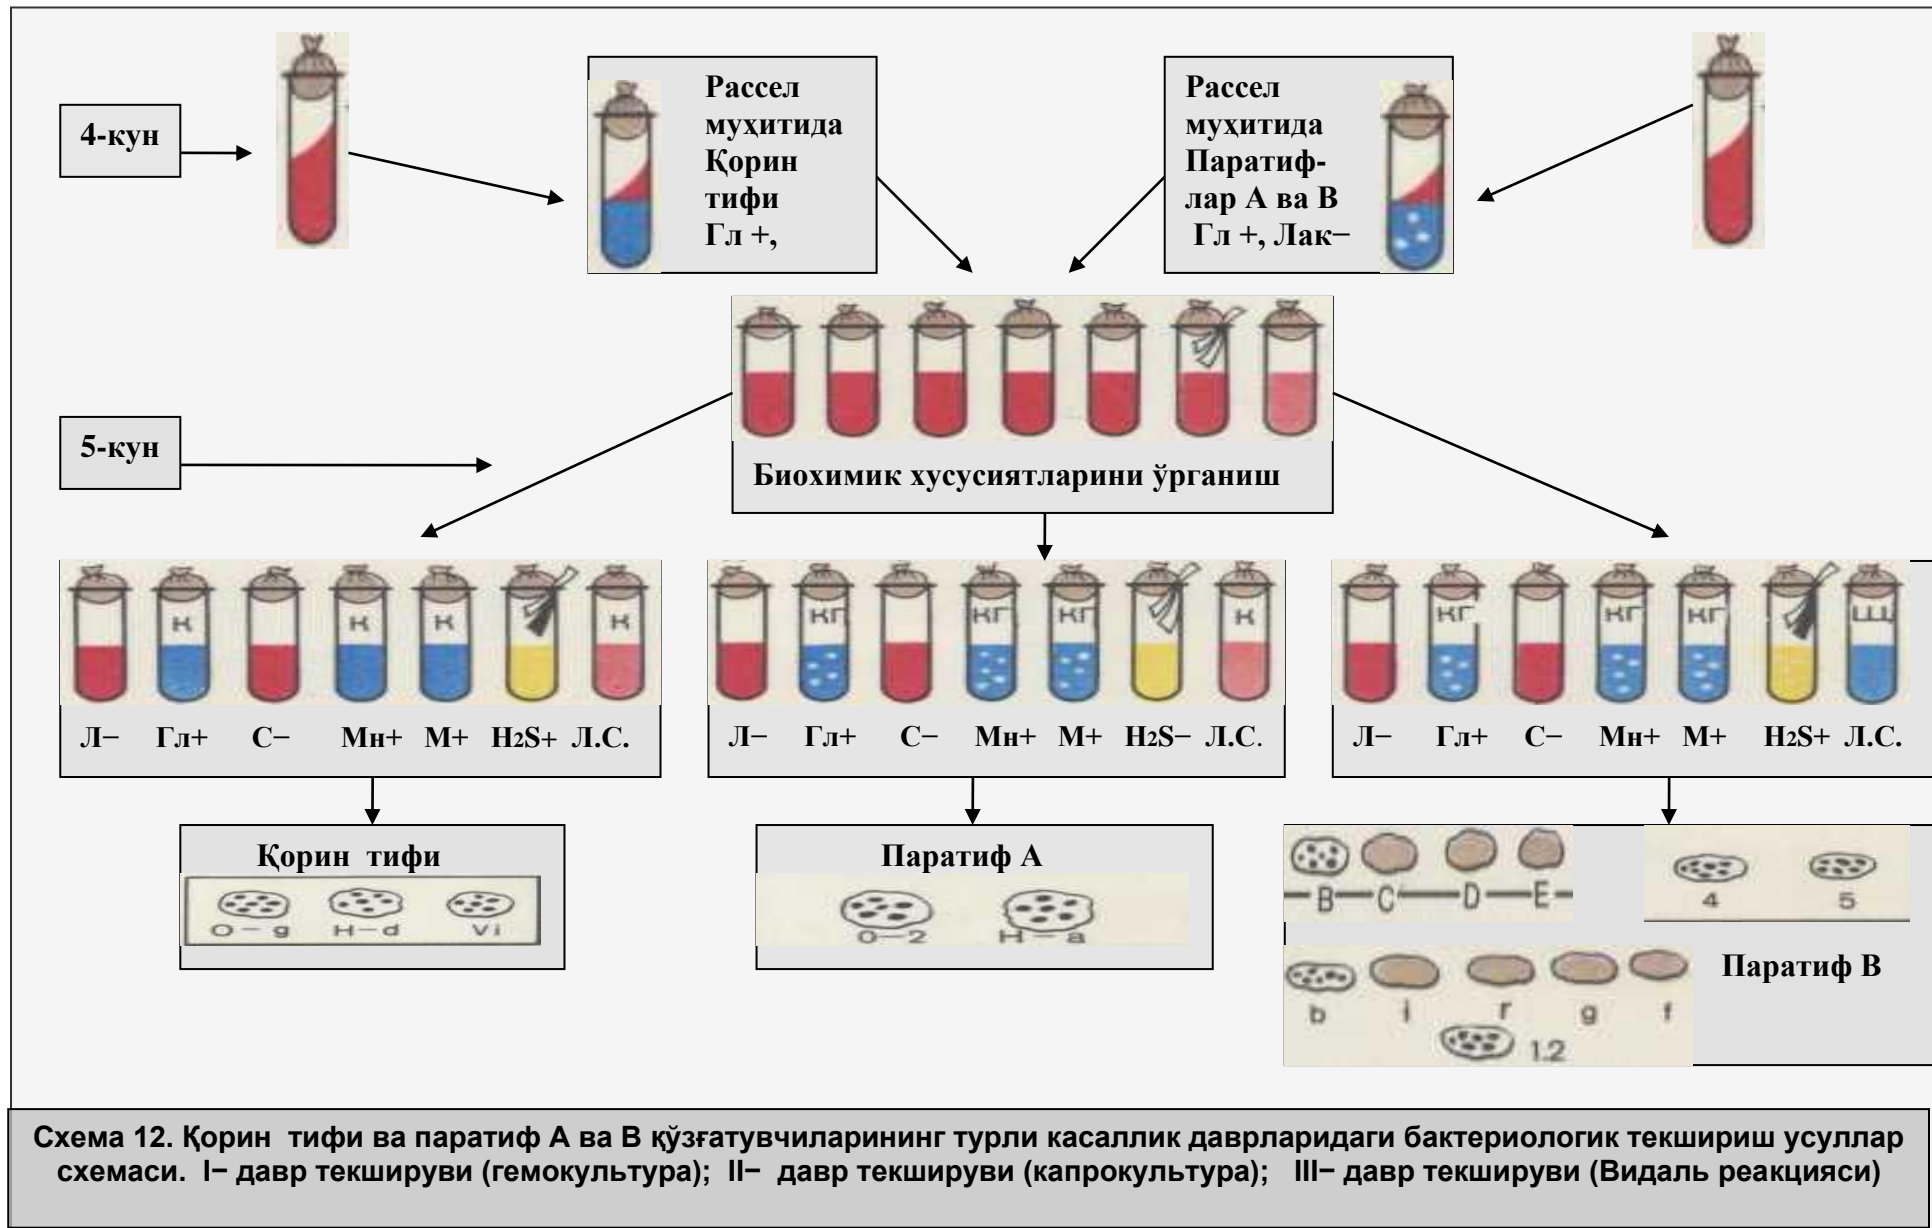 4-кун
Рассел
муҳитида
Қорин
тифи
Гл +,
Рассел
муҳитида
Паратиф-
лар А ва В
Гл +, Лак−
5-кун
Биохимик хусусиятларини ўрганиш
К К К К
Л− Гл+ С− Мн+ М+ H2S+ Л.С.
КГ КГ КГ К
Л− Гл+ С− Мн+ М+ H2S− Л.С.
КГ КГ КГ ЩЦ
Л− Гл+ С− Мн+ М+ H2S+ Л.С.
Қорин тифи
O-g H-d Vi
Паратиф А
O-2 H-a
B C D E
4 5
Паратиф В
b i r g f
1.2
Схема 12. Қорин тифи ва паратиф А ва В қўзғатувчиларининг турли касаллик даврларидаги бактериологик текшириш усуллар
схемаси. I− давр текшируви (гемокультура); II− давр текшируви (капрокультура); III− давр текшируви (Видаль реакцияси)